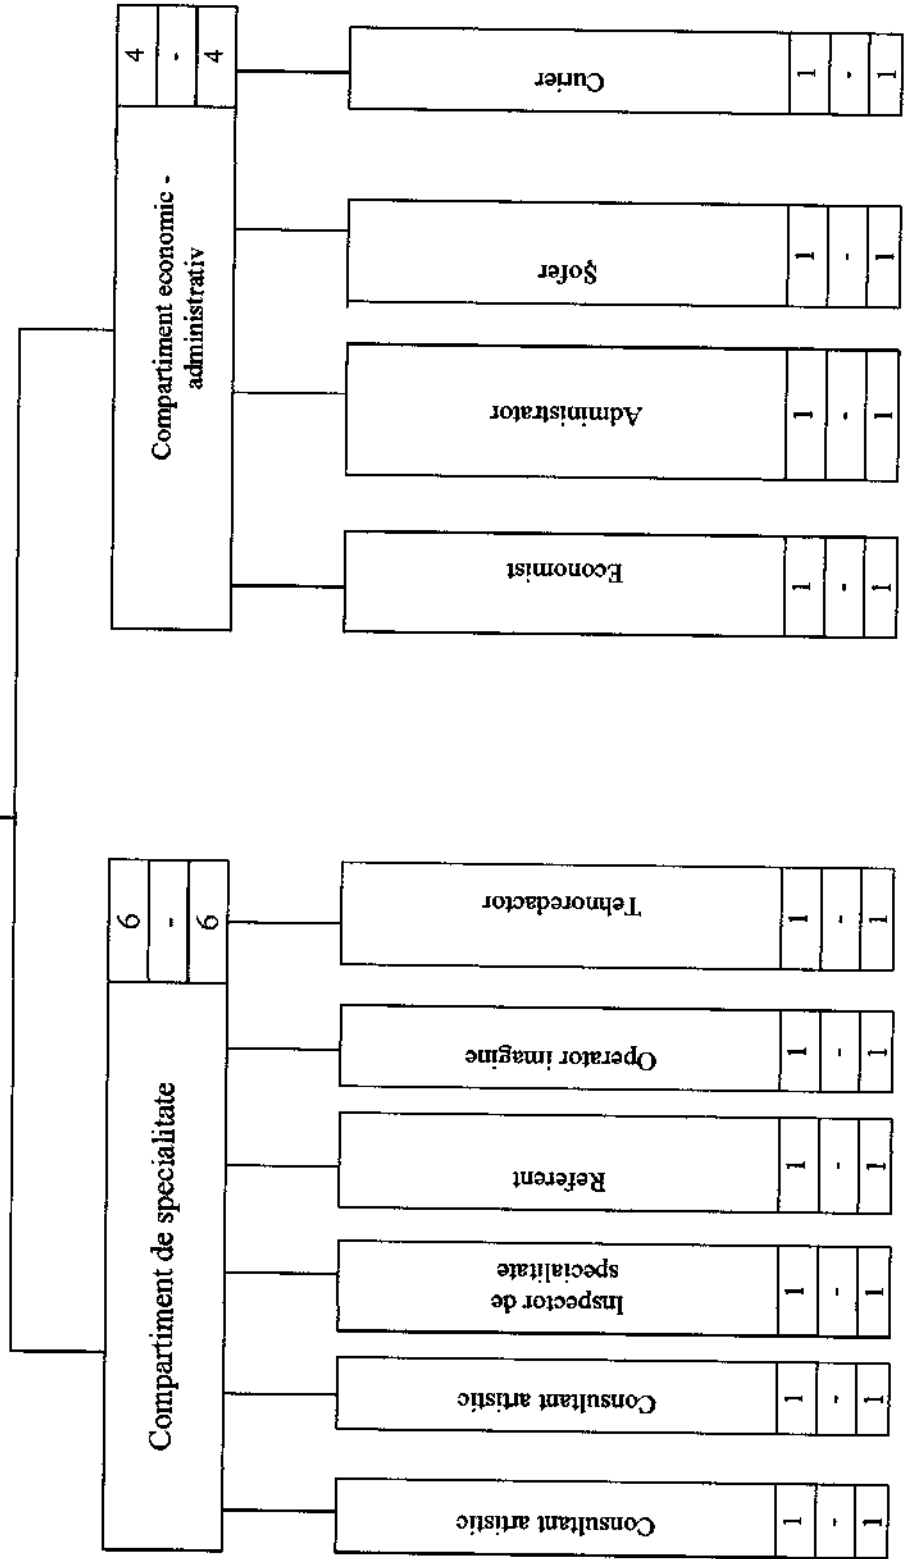 Compartiment de specialitate
6
-
6
Consultant artistic
1
-
1
Consultant artistic
1
-
1
Inspector de
specialitate
1
-
1
Referent
1
-
1
Operator imagine
1
-
1
Tehnoredactor
1
-
1
Compartiment economic -
administrativ
4
-
4
Economist
1
-
1
Administrator
1
-
1
Şofer
1
-
1
Curier
1
-
1